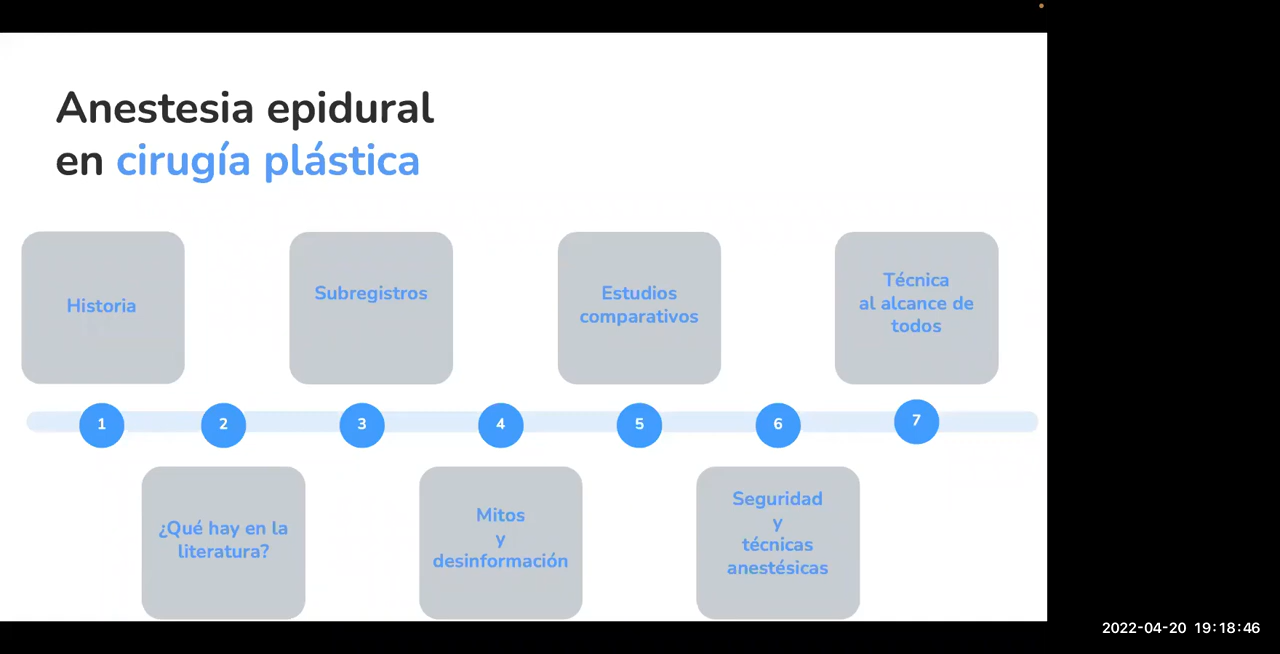 Anestesia epidural
en cirugía plástica
Historia
Subregistros
Estudios
comparativos
Técnica
al alcance de
todos
1
2
3
4
5
6
7
¿Qué hay en la
literatura?
Mitos
y
desinformación
Seguridad
y
técnicas
anestésicas
2022-04-20 19:18:46